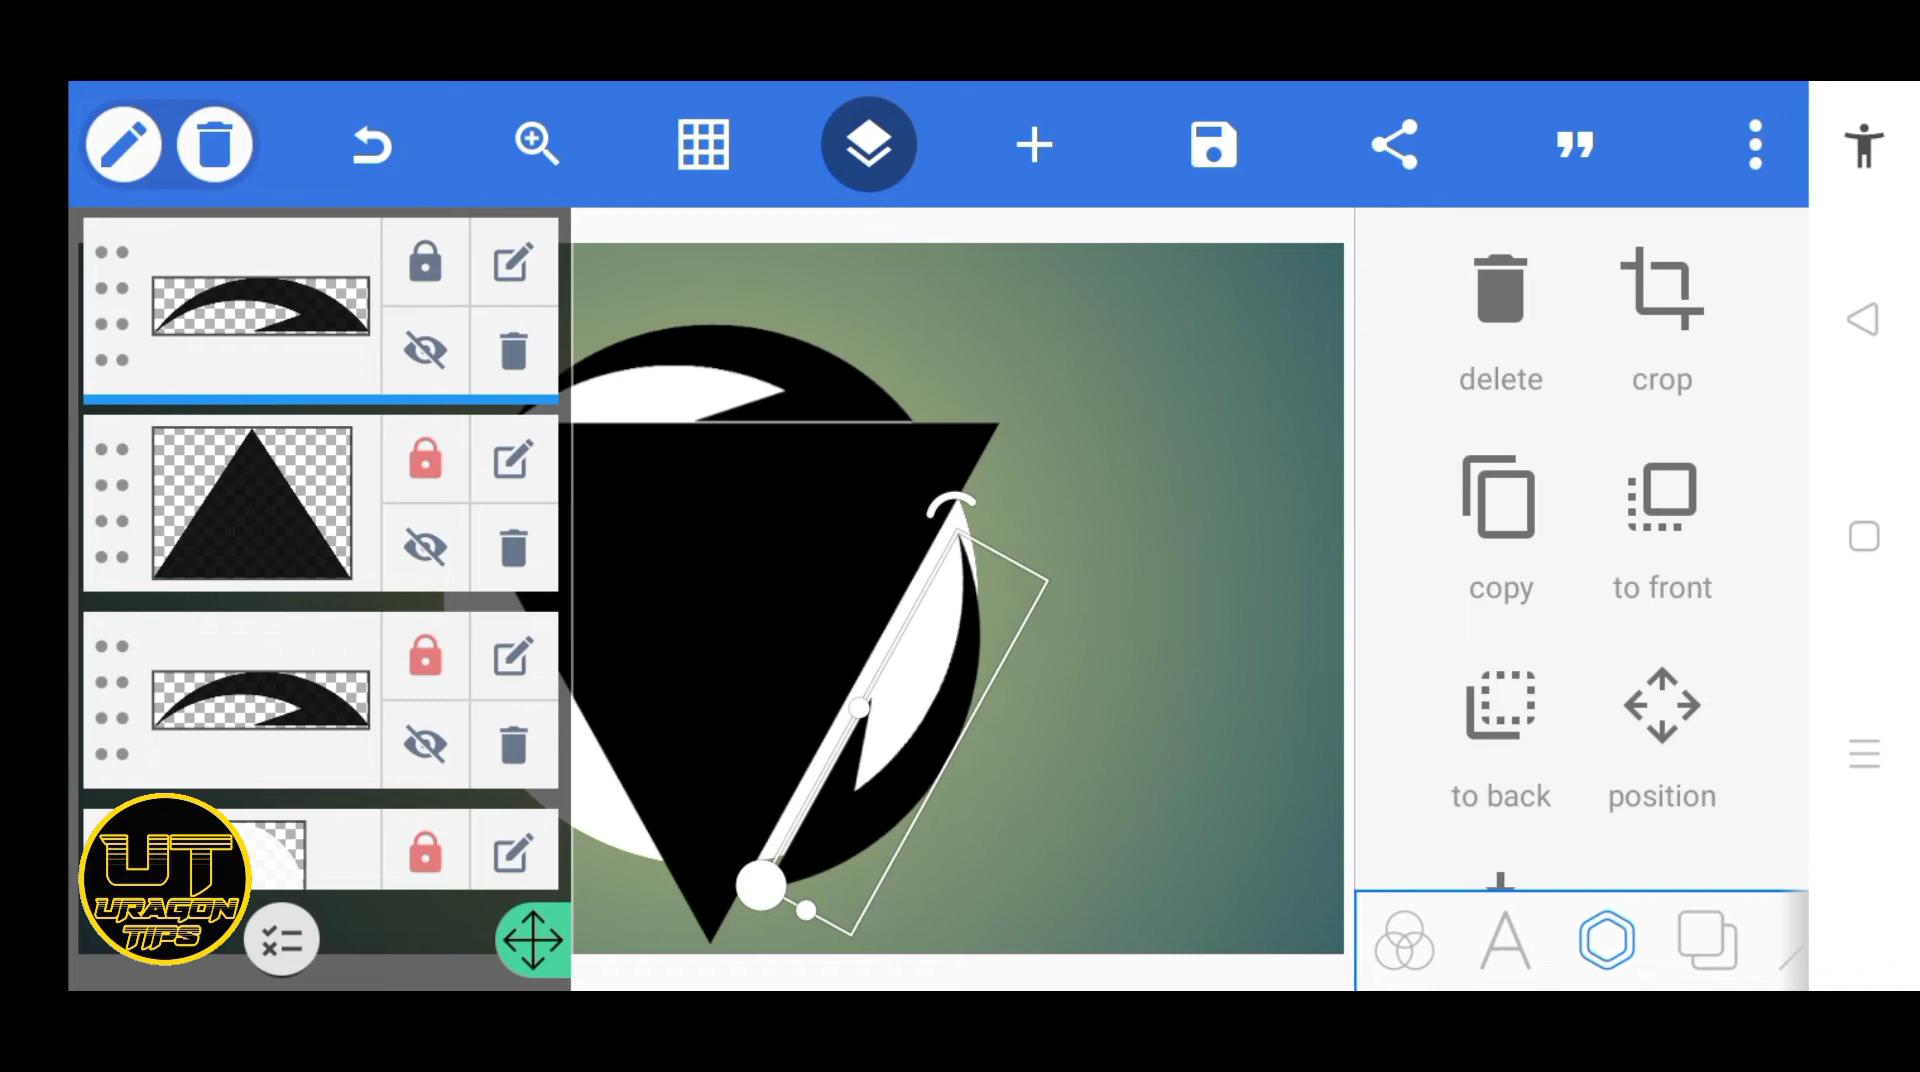 delete
crop
copy
to front
to back
position
UT
URAGON
TIPS